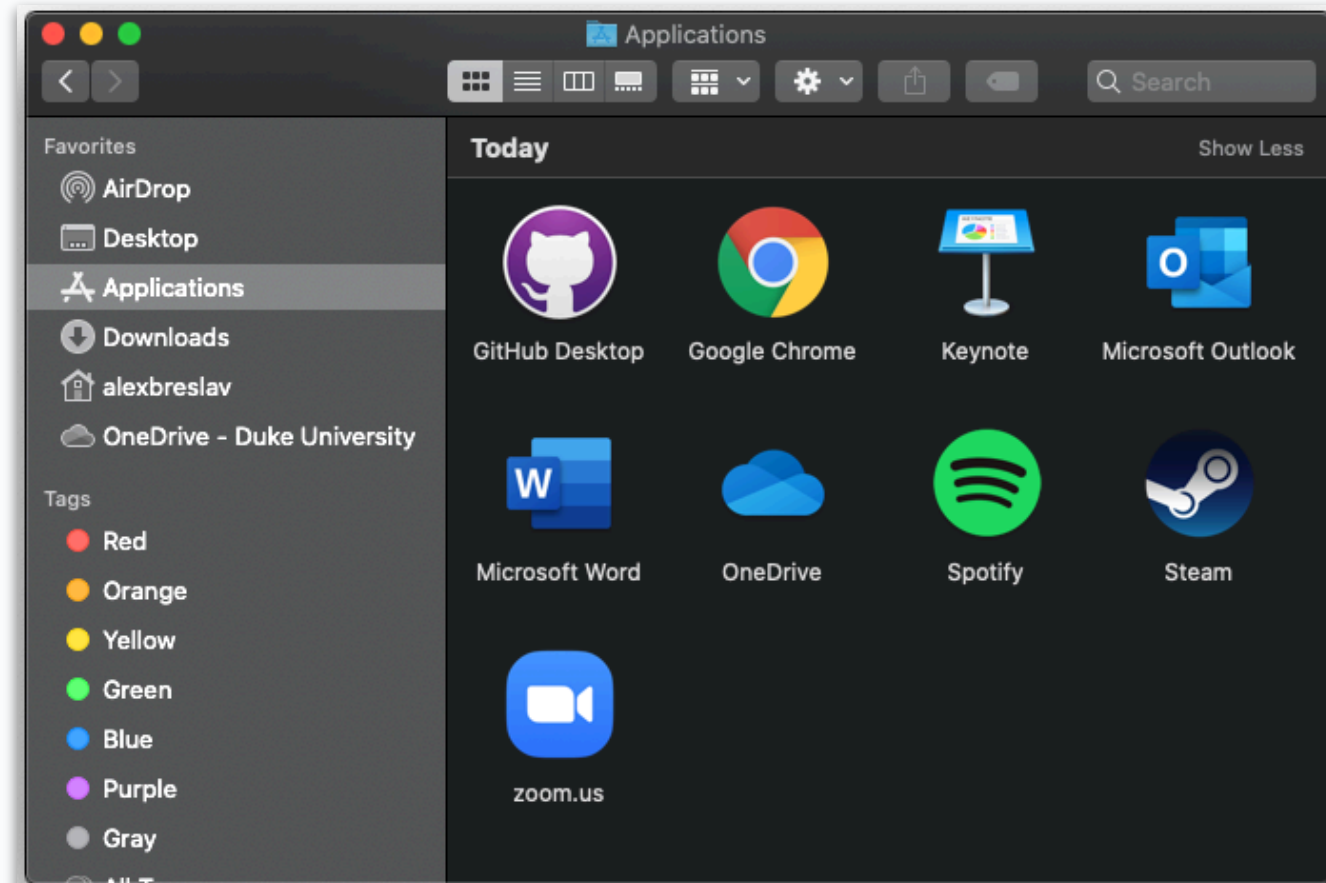 Applications
Search
Favorites
AirDrop
Desktop
Applications
Downloads
alexbreslav
OneDrive - Duke University
Tags
Red
Orange
Yellow
Green
Blue
Purple
Gray
Today
Show Less
KEYNOTE
GitHub Desktop
Google Chrome
Keynote
O
Microsoft Outlook
W
Microsoft Word
OneDrive
Spotify
Steam
zoom.us